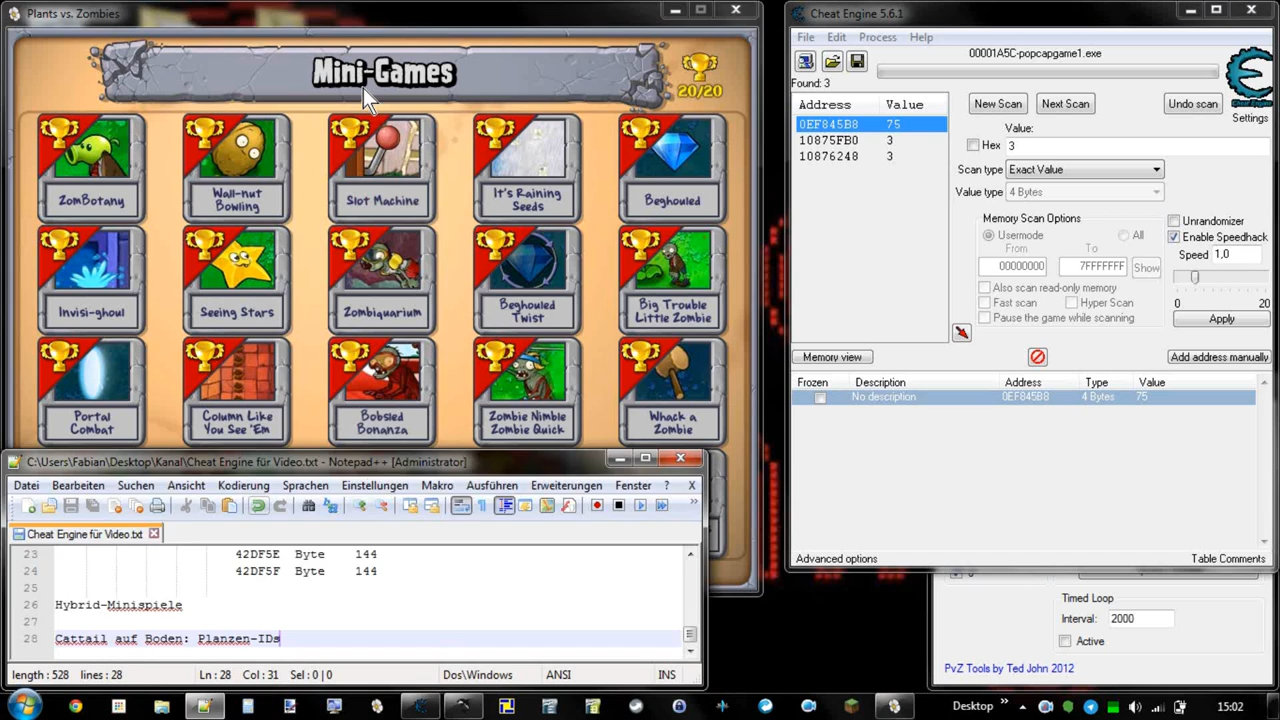 Plants vs. Zombies
Mini-Games
20/20
ZomBotany
Wall-nut
Bowling
Slot Machine
It's Raining
Seeds
Beghouled
Invisi-ghoul
Seeing Stars
Zombiquarium
Beghouled
Twist
Big Trouble
Little Zombie
Portal
Combat
Column Like
You See 'Em
Bobsled
Bonanza
Zombie Nimble
Zombie Quick
Whack a
Zombie
Cheat Engine 5.6.1
File Edit Process Help
00001A5C-popcapgame1.exe
Found: 3
Address Value
0EF845B8 75
10875FB0 3
10876248 3
New Scan Next Scan Undo scan
Settings
Value:
Hex 3
Scan type Exact Value
Value type 4 Bytes
Memory Scan Options
Usermode All
From To
00000000 7FFFFFFF Show
Also scan read-only memory
Fast scan Hyper Scan
Pause the game while scanning
Unrandomizer
Enable Speedhack
Speed 1,0
0 20
Apply
Memory view Add address manually
Frozen Description Address Type Value
No description 0EF845B8 4 Bytes 75
Advanced options Table Comments
C:\Users\Fabian\Desktop\Kanal\Cheat Engine für Video.txt - Notepad++ [Administrator]
Datei Bearbeiten Suchen Ansicht Kodierung Sprachen Einstellungen Makro Ausführen Erweiterungen Fenster ? X
Cheat Engine für Video.txt
23 42DF5E Byte 144
24 42DF5F Byte 144
25
26 Hybrid-Minispiele
27
28 Cattail auf Boden: Planzen-IDs
length : 528 lines : 28 Ln : 28 Col : 31 Sel : 0 | 0 Dos\Windows ANSI INS
Timed Loop
Interval: 2000
Active
PvZ Tools by Ted John 2012
Desktop » 15:02